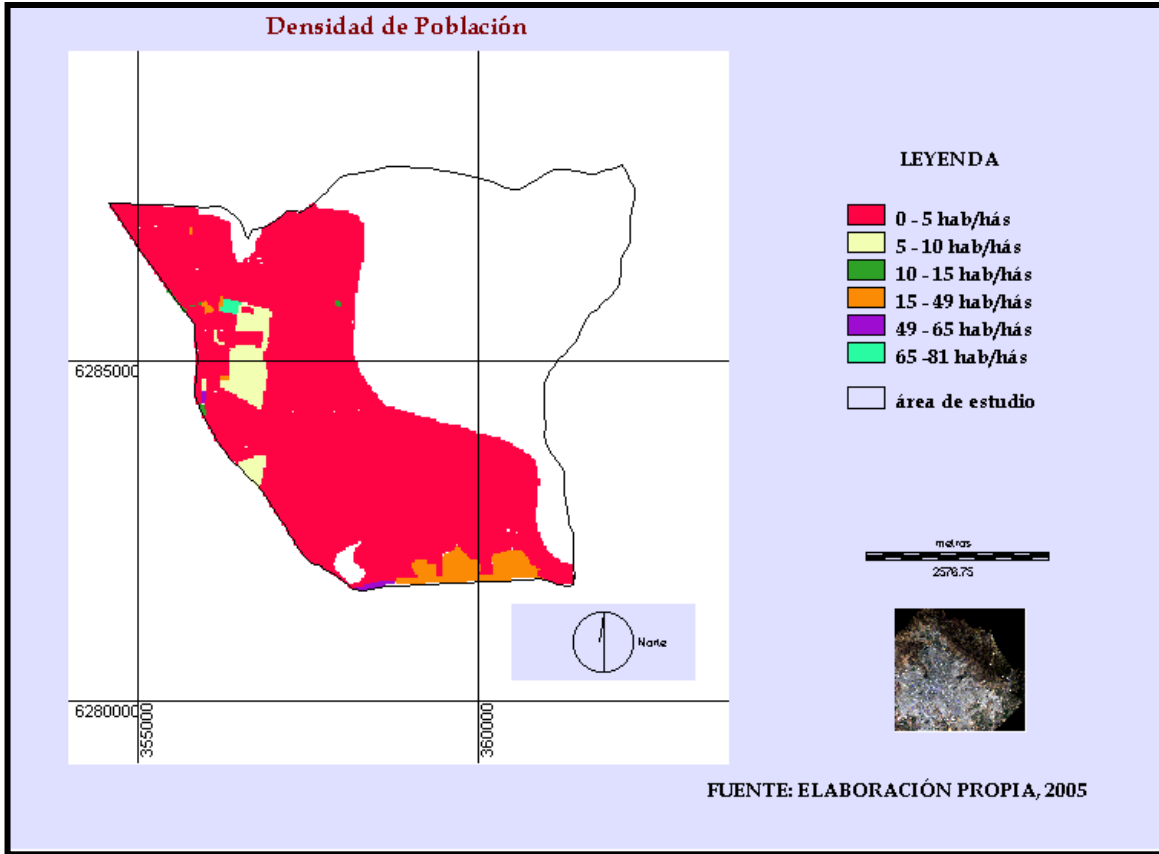 Densidad de Población
LEYENDA
0 - 5 hab/hás
5 - 10 hab/hás
10 - 15 hab/hás
15 - 49 hab/hás
49 - 65 hab/hás
65 -81 hab/hás
área de estudio
6285000
6280000
355000
360000
Norte
metros
2578.75
FUENTE: ELABORACIÓN PROPIA, 2005